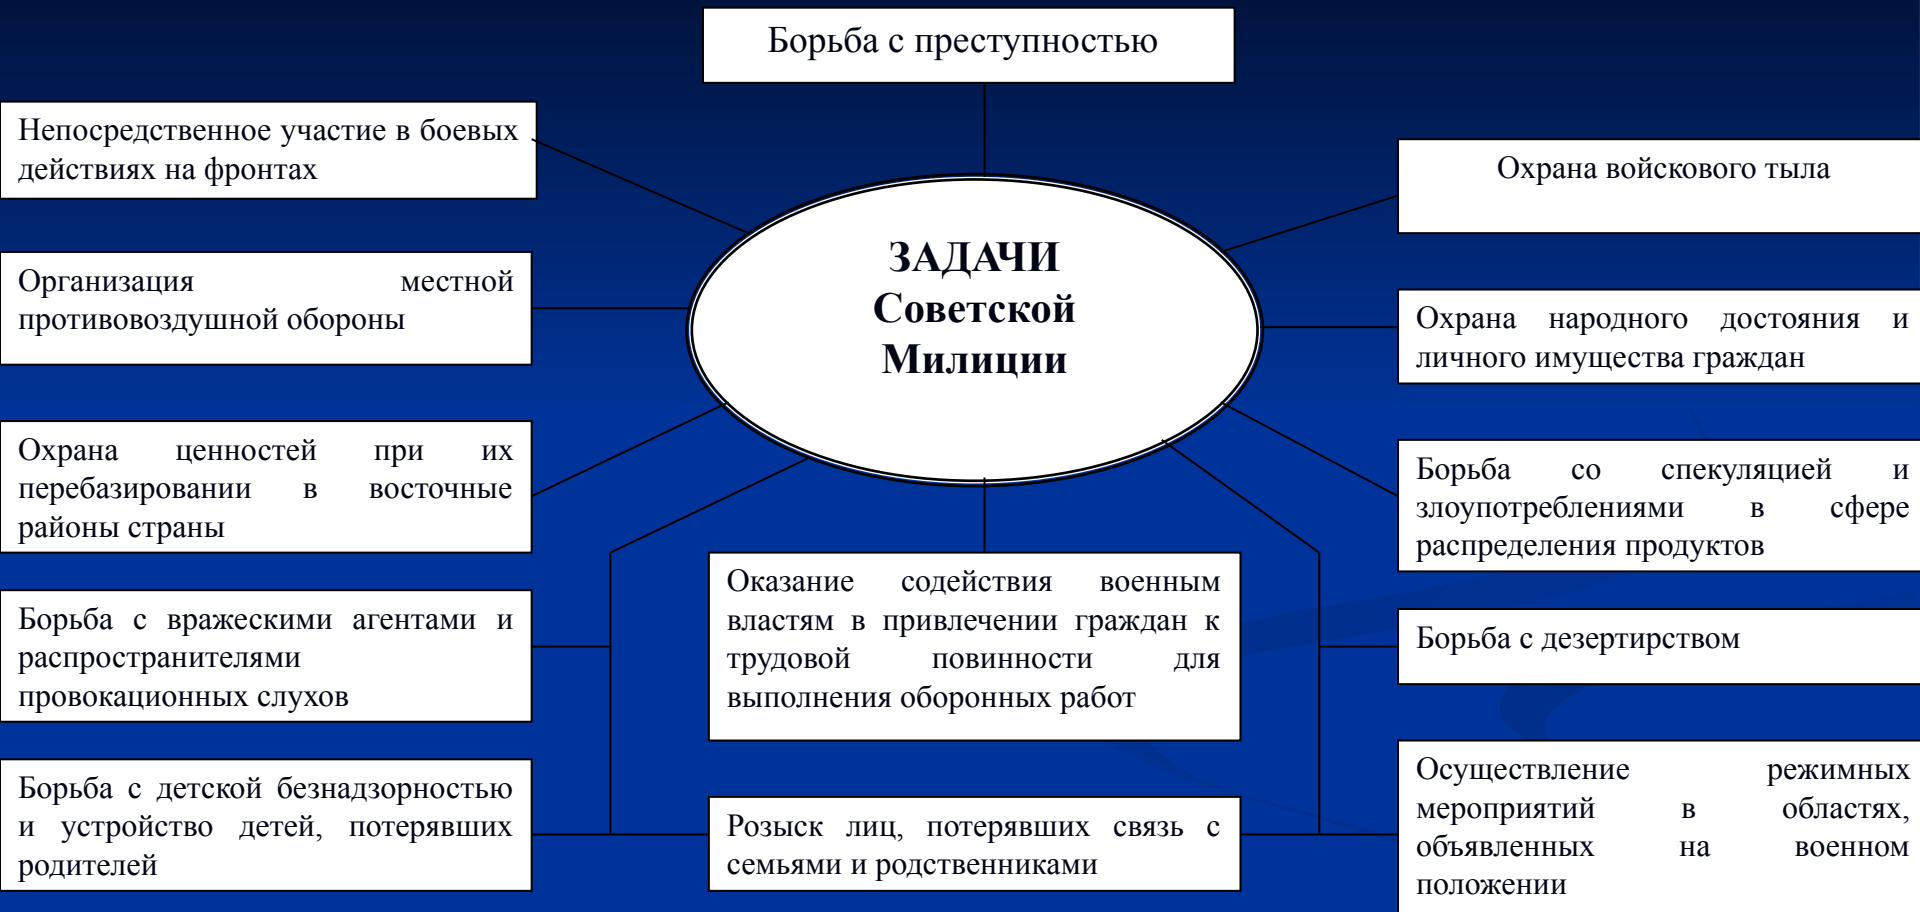 Борьба с преступностью
Непосредственное участие в боевых
действиях на фронтах
Охрана войскового тыла
ЗАДАЧИ
Советской
Милиции
Организация местной
противовоздушной обороны
Охрана народного достояния и
личного имущества граждан
Охрана ценностей при их
перебазировании в восточные
районы страны
Борьба со спекуляцией и
злоупотреблениями в сфере
распределения продуктов
Борьба с вражескими агентами и
распространителями
провокационных слухов
Оказание содействия военным
властям в привлечении граждан к
трудовой повинности для
выполнения оборонных работ
Борьба с дезертирством
Борьба с детской безнадзорностью
и устройство детей, потерявших
родителей
Розыск лиц, потерявших связь с
семьями и родственниками
Осуществление режимных
мероприятий в областях,
объявленных на военном
положении